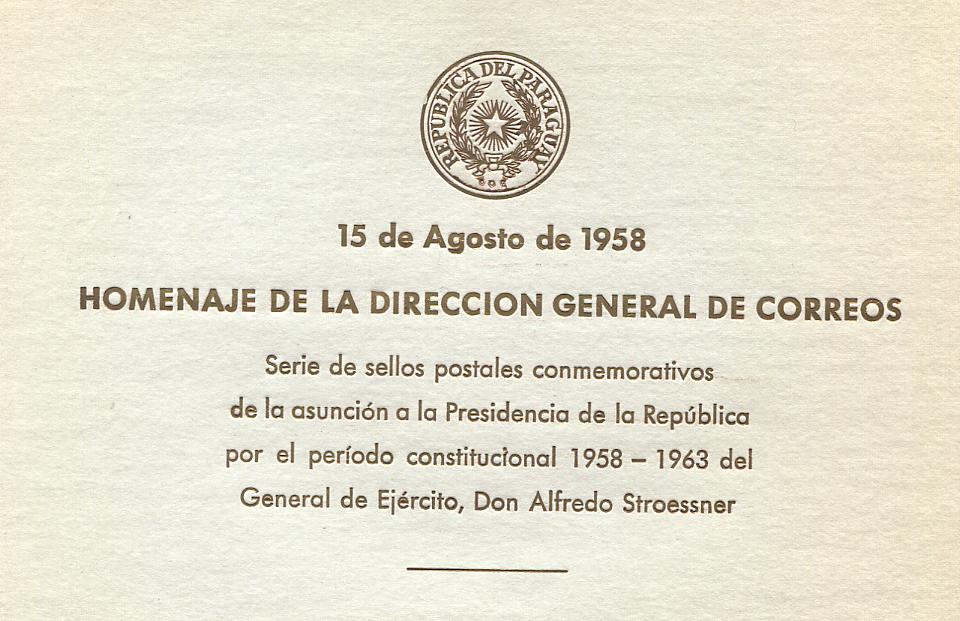 REPUBLICA DEL PARAGUAY
15 de Agosto de 1958
HOMENAJE DE LA DIRECCION GENERAL DE CORREOS
Serie de sellos postales conmemorativos
de la asunción a la Presidencia de la República
por el período constitucional 1958 – 1963 del
General de Ejército, Don Alfredo Stroessner